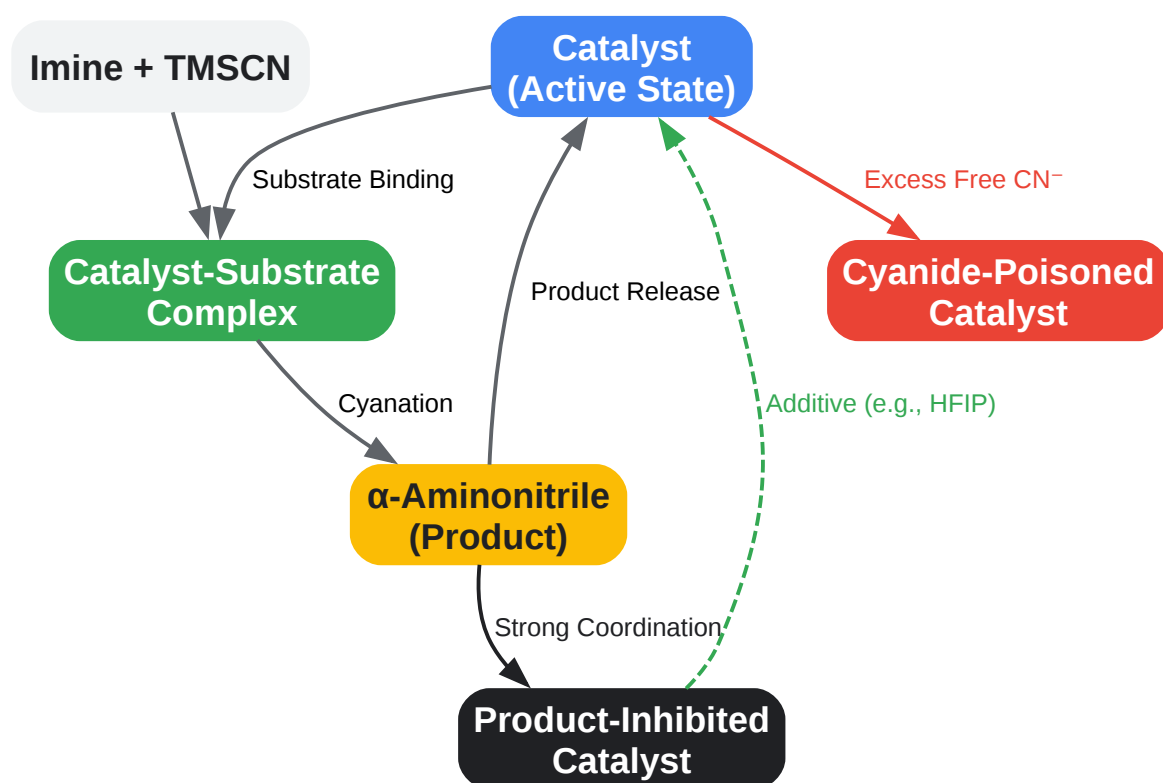 Imine + TMSCN
Catalyst
(Active State)
Substrate Binding
Excess Free CN⁻
Catalyst-Substrate
Complex
Cyanide-Poisoned
Catalyst
Product Release
Cyanation
Additive (e.g., HFIP)
α-Aminonitrile
(Product)
Strong Coordination
Product-Inhibited
Catalyst